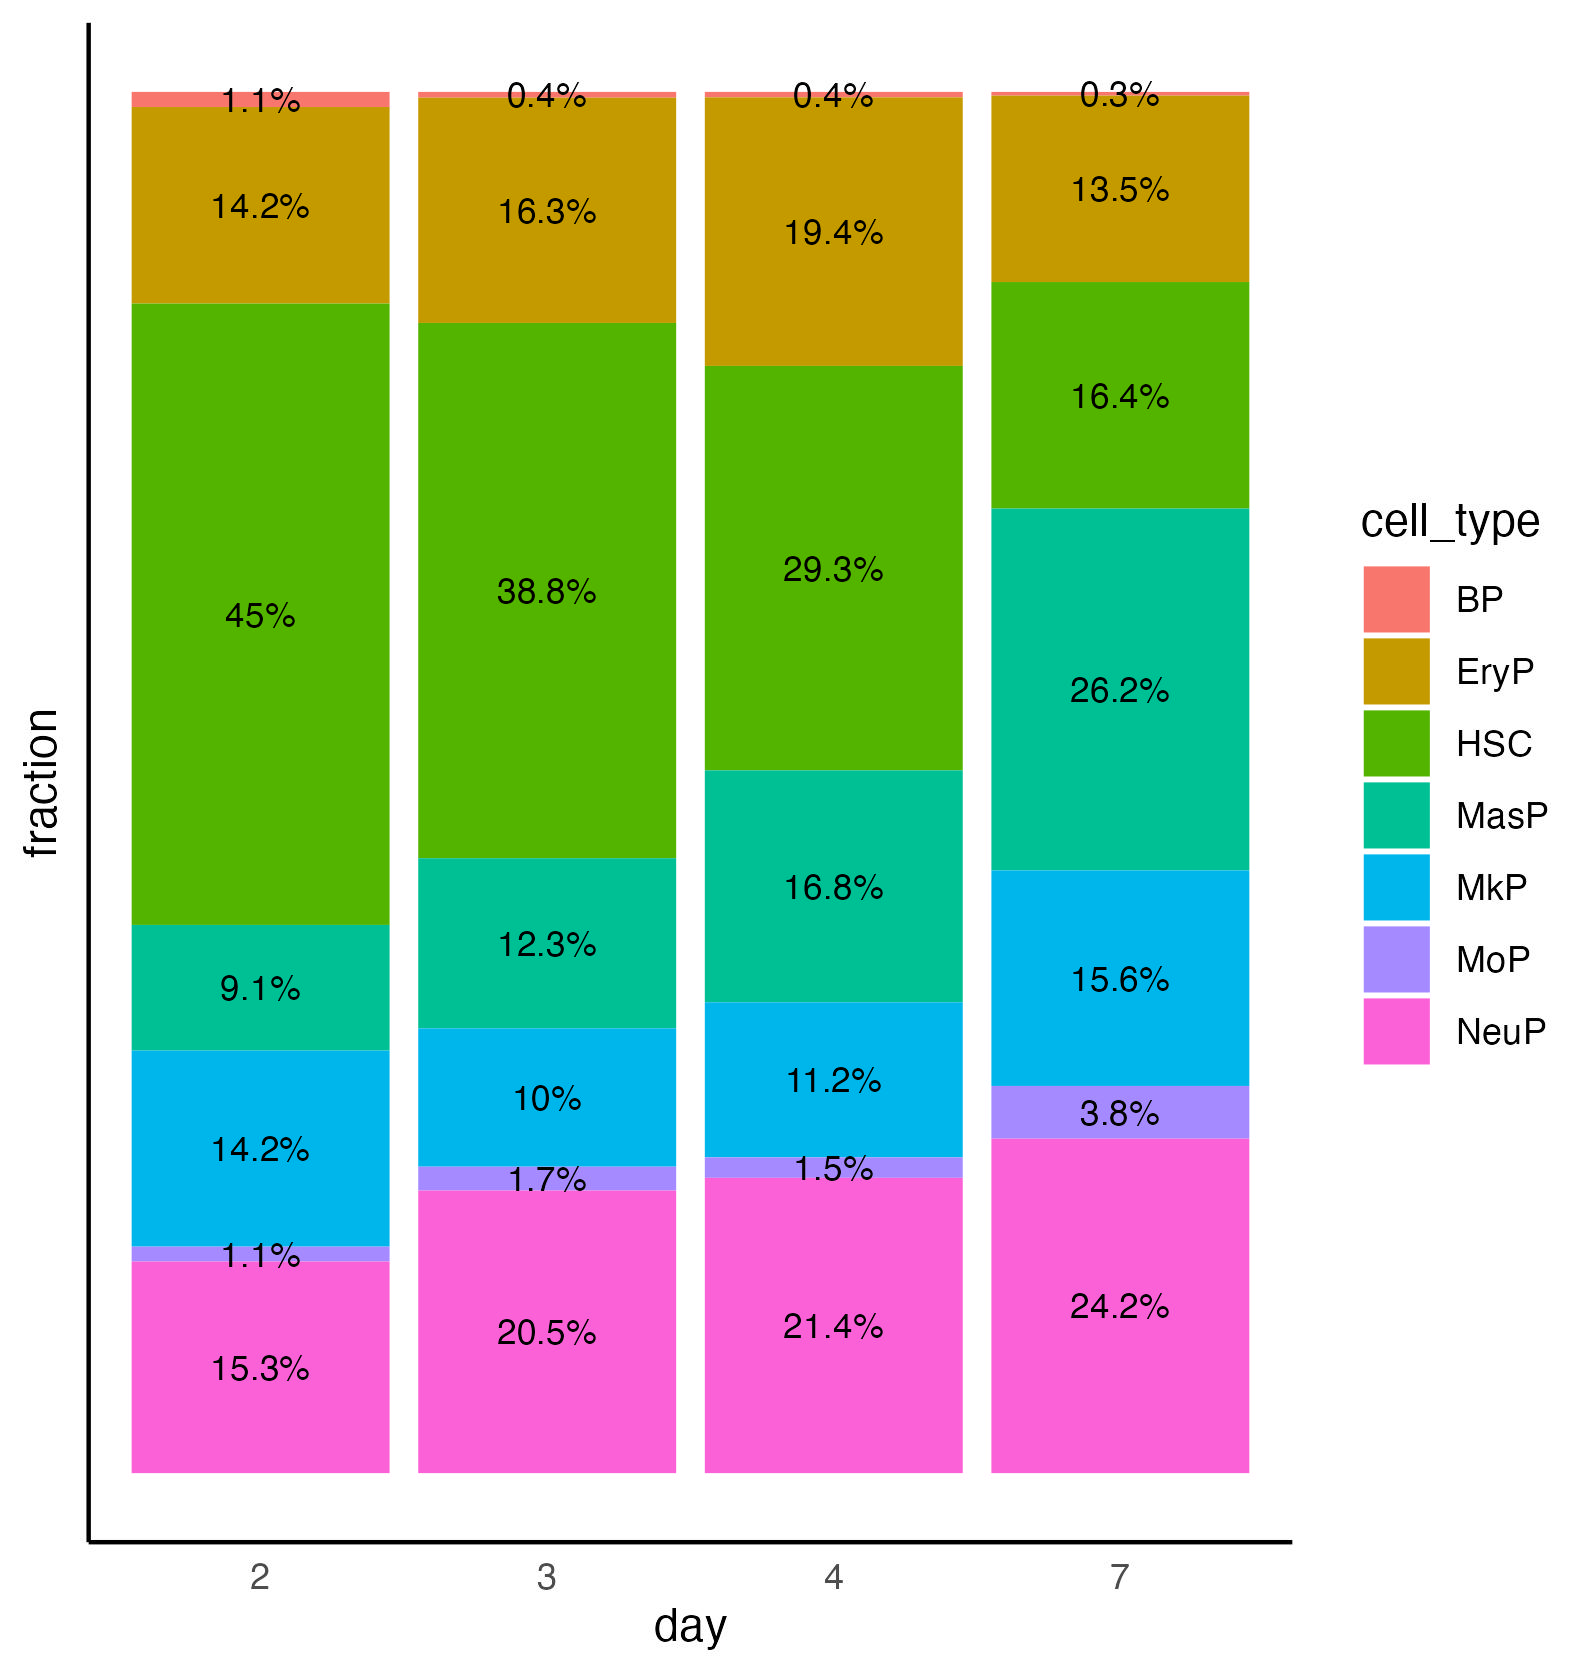 1.1%
14.2%
45%
9.1%
14.2%
1.1%
15.3%
0.4%
16.3%
38.8%
12.3%
10%
1.7%
20.5%
0.4%
19.4%
29.3%
16.8%
11.2%
1.5%
21.4%
0.3%
13.5%
16.4%
26.2%
15.6%
3.8%
24.2%
fraction
2 3 4 7
day
cell_type
BP
EryP
HSC
MasP
MkP
MoP
NeuP